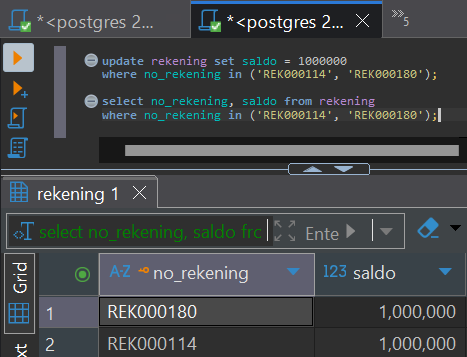 *<postgres 2...
*<postgres 2...
»5
update rekening set saldo = 1000000
where no_rekening in ('REK000114', 'REK000180');
select no_rekening, saldo from rekening
where no_rekening in ('REK000114', 'REK000180');
rekening 1
<>T select no_rekening, saldo frc Ente
Grid
A-Z no_rekening 123 saldo
1 REK000180 1,000,000
2 REK000114 1,000,000